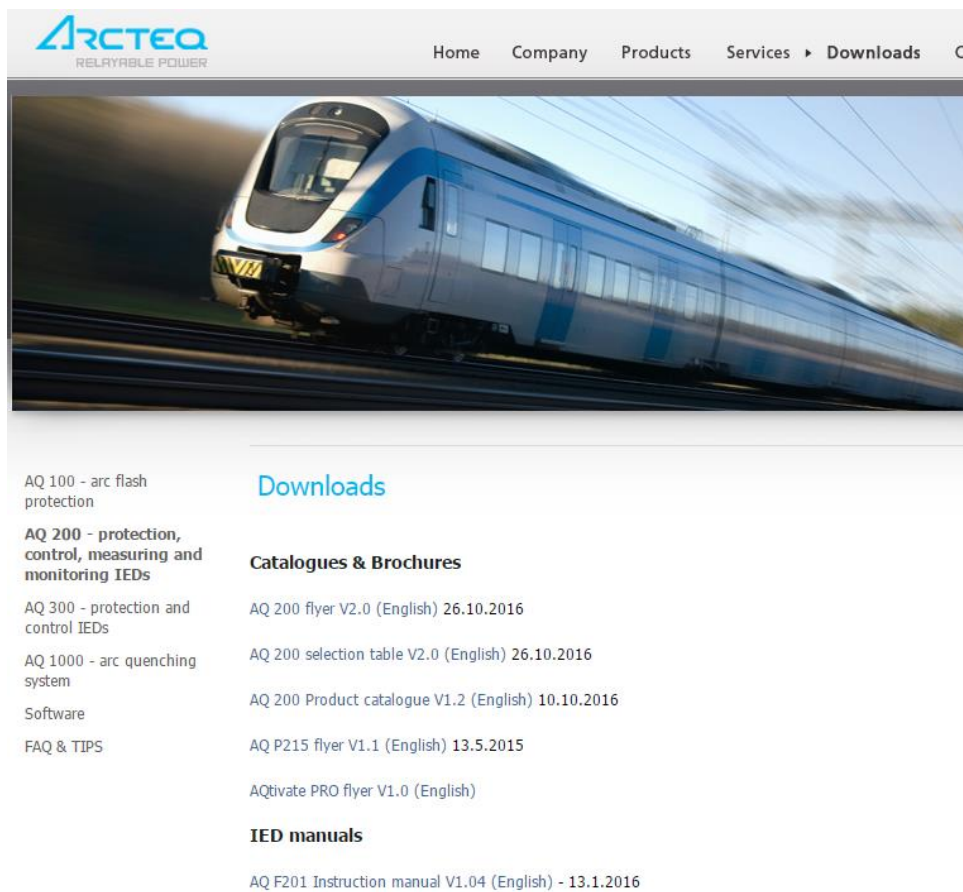 ARCTEQ
RELAYABLE POWER
Home Company Products Services Downloads C
AQ 100 - arc flash
protection
AQ 200 - protection,
control, measuring and
monitoring IEDs
AQ 300 - protection and
control IEDs
AQ 1000 - arc quenching
system
Software
FAQ & TIPS
Downloads
Catalogues & Brochures
AQ 200 flyer V2.0 (English) 26.10.2016
AQ 200 selection table V2.0 (English) 26.10.2016
AQ 200 Product catalogue V1.2 (English) 10.10.2016
AQ P215 flyer V1.1 (English) 13.5.2015
AQtivate PRO flyer V1.0 (English)
IED manuals
AQ F201 Instruction manual V1.04 (English) - 13.1.2016